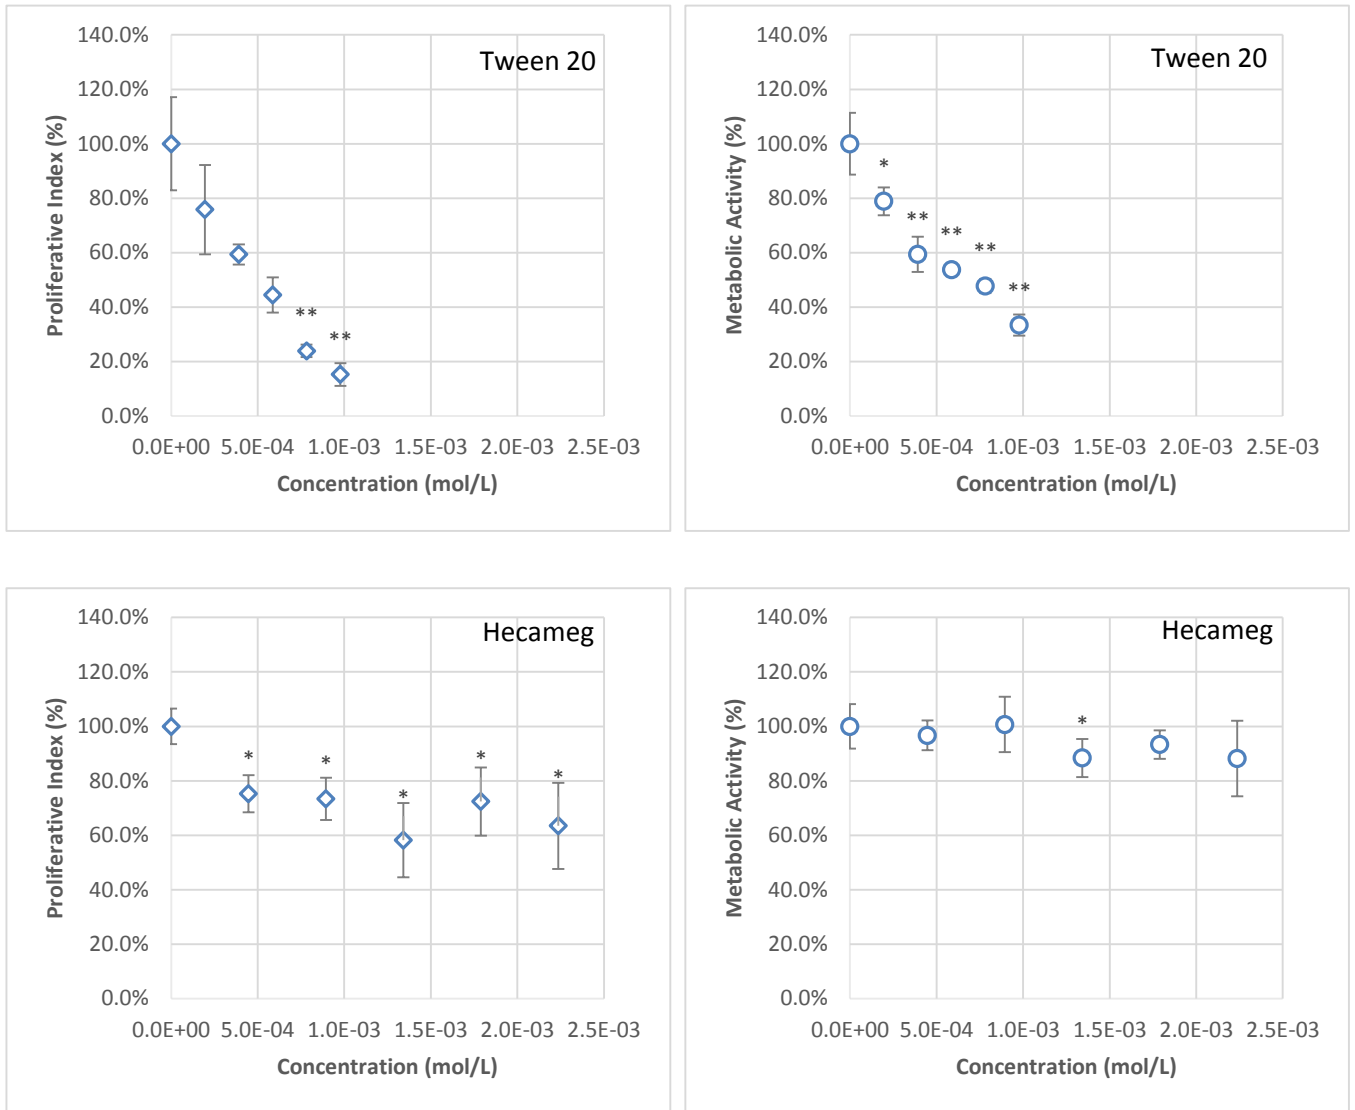 Tween 20
Proliferative Index (%)
140.0%
120.0%
100.0%
80.0%
60.0%
40.0%
20.0%
0.0%
**
**
0.0E+00 5.0E-04 1.0E-03 1.5E-03 2.0E-03 2.5E-03
Concentration (mol/L)
Tween 20
Metabolic Activity (%)
140.0%
120.0%
100.0%
80.0%
60.0%
40.0%
20.0%
0.0%
*
**
**
**
**
0.0E+00 5.0E-04 1.0E-03 1.5E-03 2.0E-03 2.5E-03
Concentration (mol/L)
Hecameg
Proliferative Index (%)
140.0%
120.0%
100.0%
80.0%
60.0%
40.0%
20.0%
0.0%
*
*
*
*
*
0.0E+00 5.0E-04 1.0E-03 1.5E-03 2.0E-03 2.5E-03
Concentration (mol/L)
Hecameg
Metabolic Activity (%)
140.0%
120.0%
100.0%
80.0%
60.0%
40.0%
20.0%
0.0%
*
0.0E+00 5.0E-04 1.0E-03 1.5E-03 2.0E-03 2.5E-03
Concentration (mol/L)